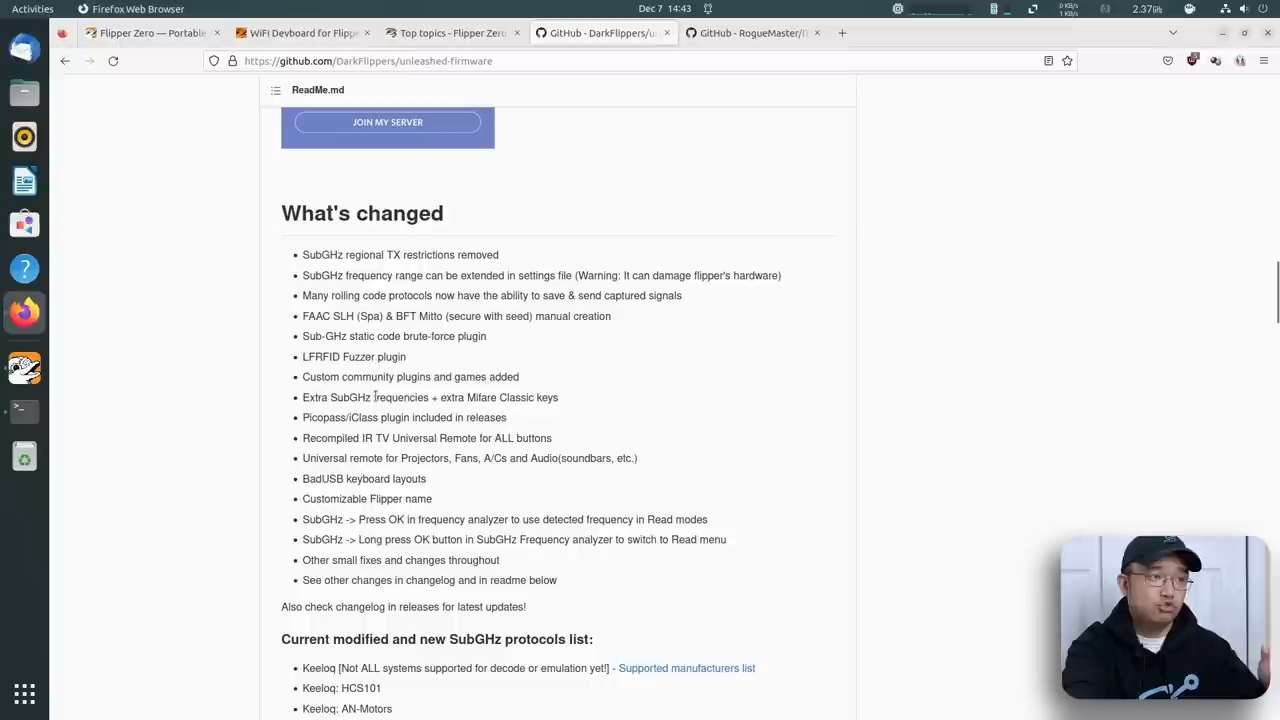 Activities
Firefox Web Browser
Dec 7 14:43
0 KB/s
1 KB/s
2.37GHz
Flipper Zero — Portable
WiFi Devboard for Flippe
Top topics - Flipper Zero
GitHub - DarkFlippers/u
GitHub - RogueMaster/f
https://github.com/DarkFlippers/unleashed-firmware
ReadMe.md
JOIN MY SERVER
What's changed
• SubGHz regional TX restrictions removed
• SubGHz frequency range can be extended in settings file (Warning: It can damage flipper's hardware)
• Many rolling code protocols now have the ability to save & send captured signals
• FAAC SLH (Spa) & BFT Mitto (secure with seed) manual creation
• Sub-GHz static code brute-force plugin
• LFRFID Fuzzer plugin
• Custom community plugins and games added
• Extra SubGHz frequencies + extra Mifare Classic keys
• Picopass/iClass plugin included in releases
• Recompiled IR TV Universal Remote for ALL buttons
• Universal remote for Projectors, Fans, A/Cs and Audio(soundbars, etc.)
• BadUSB keyboard layouts
• Customizable Flipper name
• SubGHz -> Press OK in frequency analyzer to use detected frequency in Read modes
• SubGHz -> Long press OK button in SubGHz Frequency analyzer to switch to Read menu
• Other small fixes and changes throughout
• See other changes in changelog and in readme below
Also check changelog in releases for latest updates!
Current modified and new SubGHz protocols list:
• Keeloq [Not ALL systems supported for decode or emulation yet!] - Supported manufacturers list
• Keeloq: HCS101
• Keeloq: AN-Motors